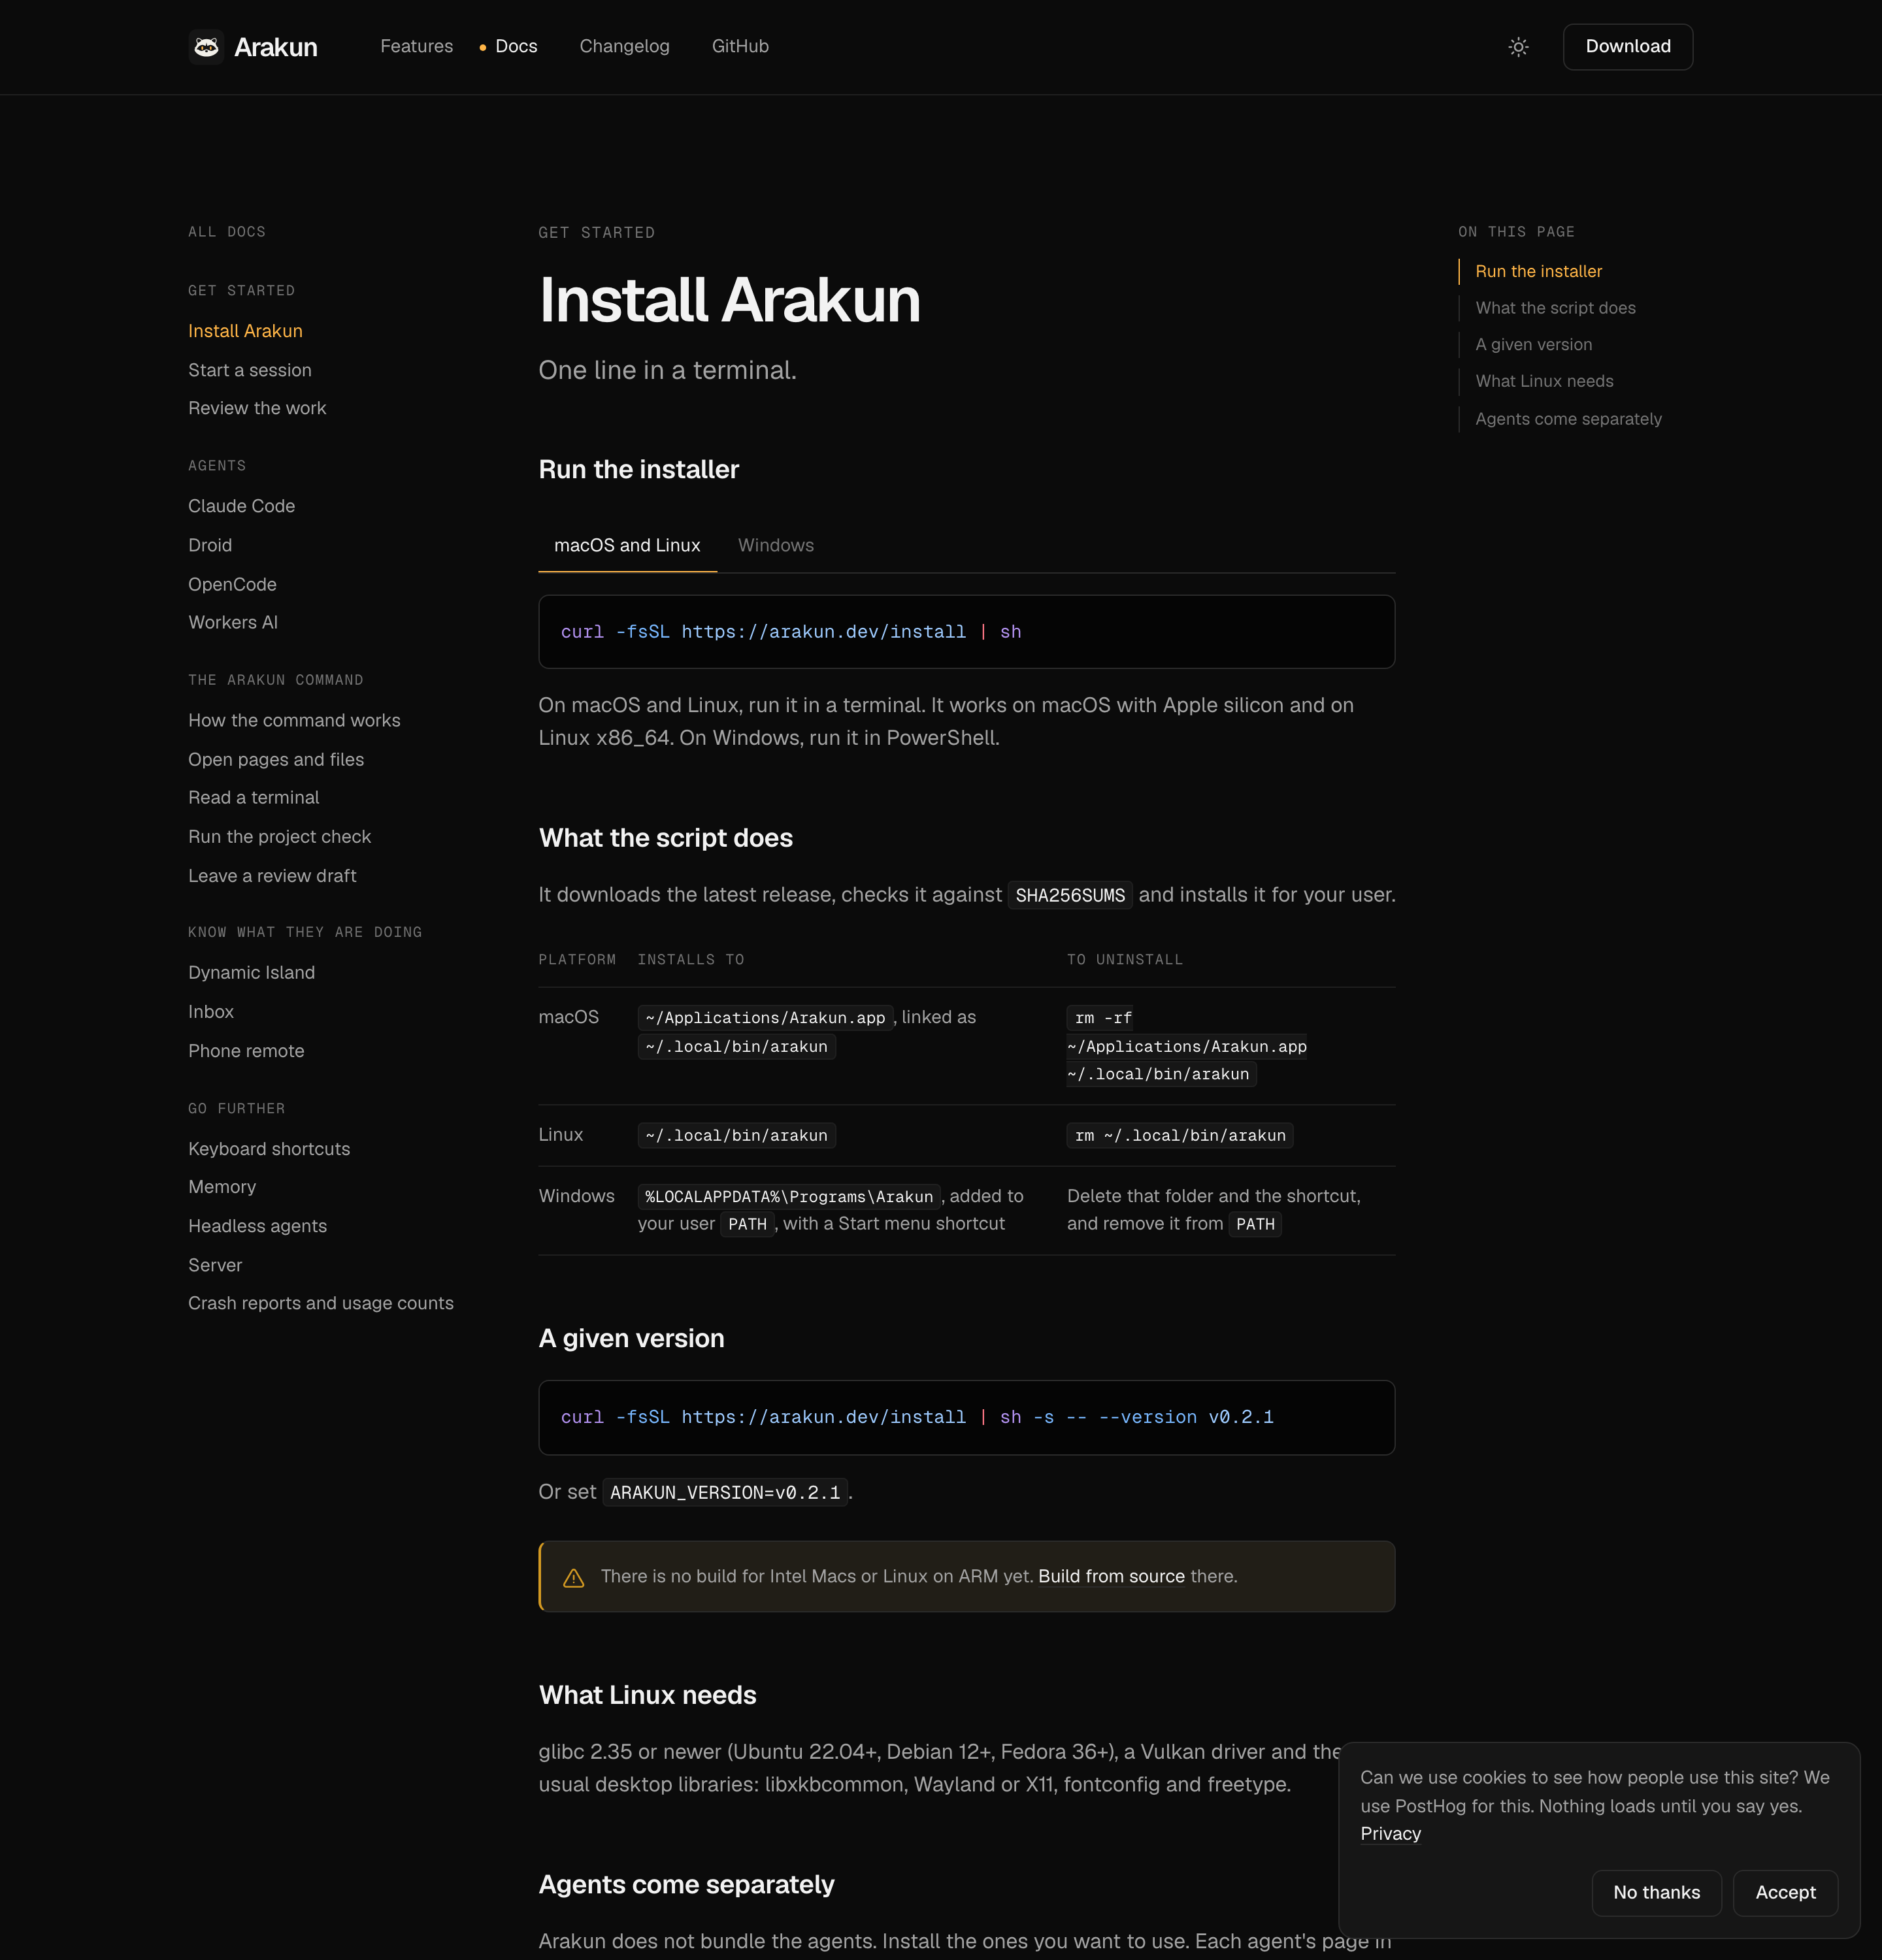 Arakun
Features
Docs
Changelog
GitHub
Download
ALL DOCS
GET STARTED
Install Arakun
Start a session
Review the work
AGENTS
Claude Code
Droid
OpenCode
Workers AI
THE ARAKUN COMMAND
How the command works
Open pages and files
Read a terminal
Run the project check
Leave a review draft
KNOW WHAT THEY ARE DOING
Dynamic Island
Inbox
Phone remote
GO FURTHER
Keyboard shortcuts
Memory
Headless agents
Server
Crash reports and usage counts
GET STARTED
Install Arakun
One line in a terminal.
Run the installer
macOS and Linux
Windows
curl -fsSL https://arakun.dev/install | sh
On macOS and Linux, run it in a terminal. It works on macOS with Apple silicon and on
Linux x86_64. On Windows, run it in PowerShell.
What the script does
It downloads the latest release, checks it against SHA256SUMS and installs it for your user.
PLATFORM INSTALLS TO TO UNINSTALL
macOS
~/Applications/Arakun.app, linked as
~/.local/bin/arakun
rm -rf
~/Applications/Arakun.app
~/.local/bin/arakun
Linux
~/.local/bin/arakun
rm ~/.local/bin/arakun
Windows
%LOCALAPPDATA%\Programs\Arakun, added to
your user PATH, with a Start menu shortcut
Delete that folder and the shortcut,
and remove it from PATH
A given version
curl -fsSL https://arakun.dev/install | sh -s -- --version v0.2.1
Or set ARAKUN_VERSION=v0.2.1.
There is no build for Intel Macs or Linux on ARM yet. Build from source there.
What Linux needs
glibc 2.35 or newer (Ubuntu 22.04+, Debian 12+, Fedora 36+), a Vulkan driver and the
usual desktop libraries: libxkbcommon, Wayland or X11, fontconfig and freetype.
Agents come separately
Arakun does not bundle the agents. Install the ones you want to use. Each agent's page in
ON THIS PAGE
Run the installer
What the script does
A given version
What Linux needs
Agents come separately
Can we use cookies to see how people use this site? We
use PostHog for this. Nothing loads until you say yes.
Privacy
No thanks
Accept